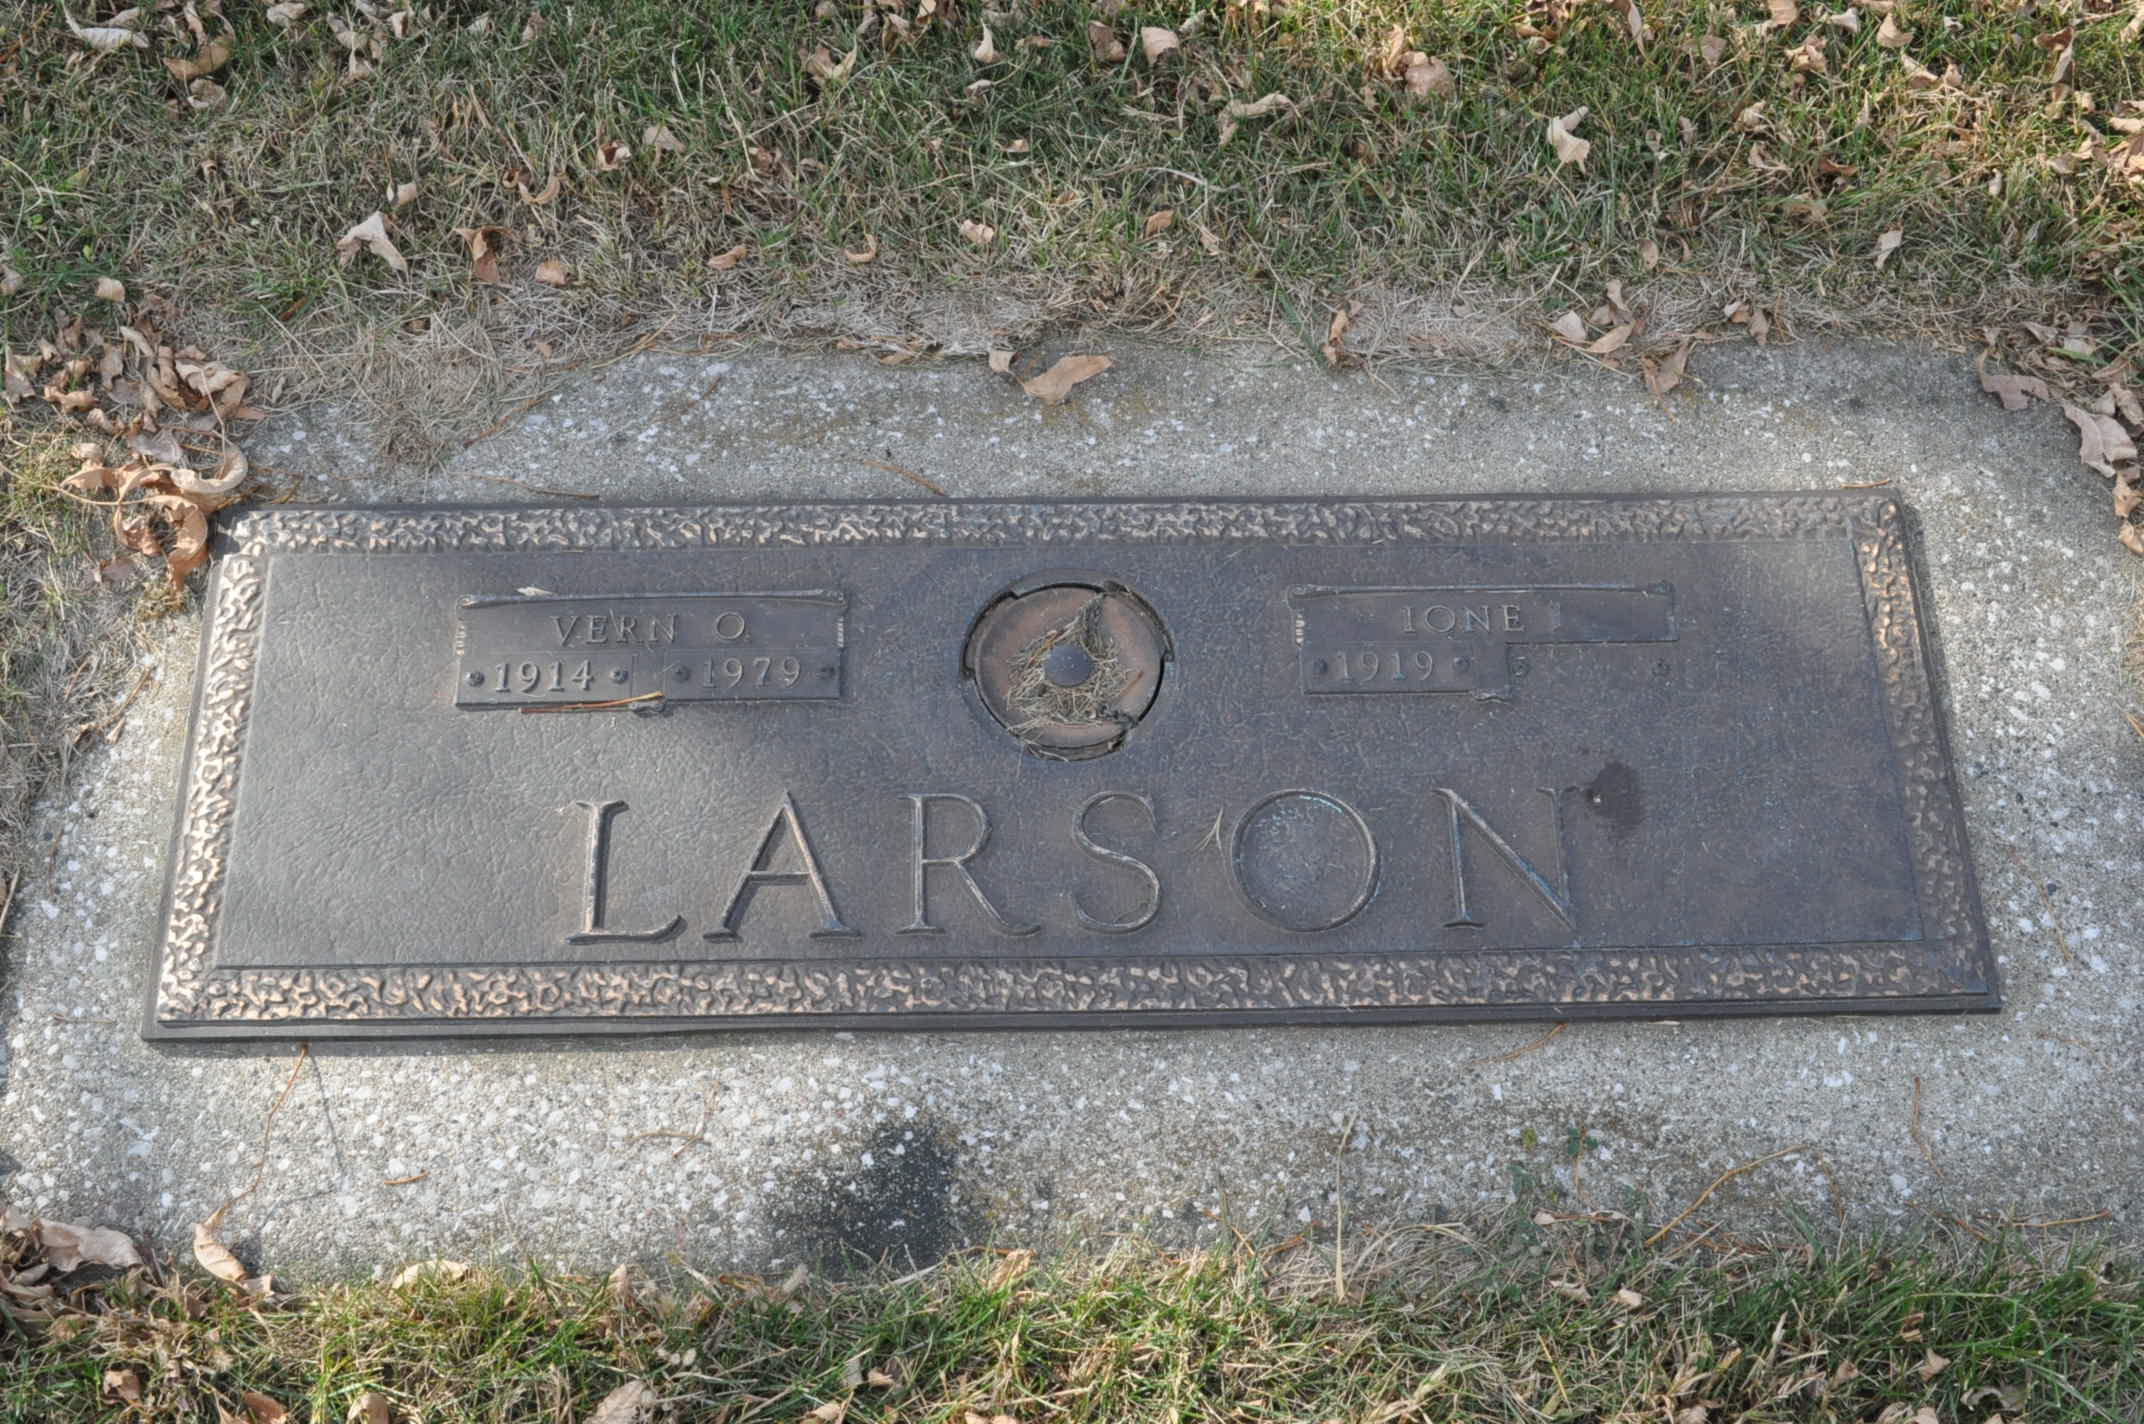 VERN O.
1914 1979
IONE I
1919
LARSON